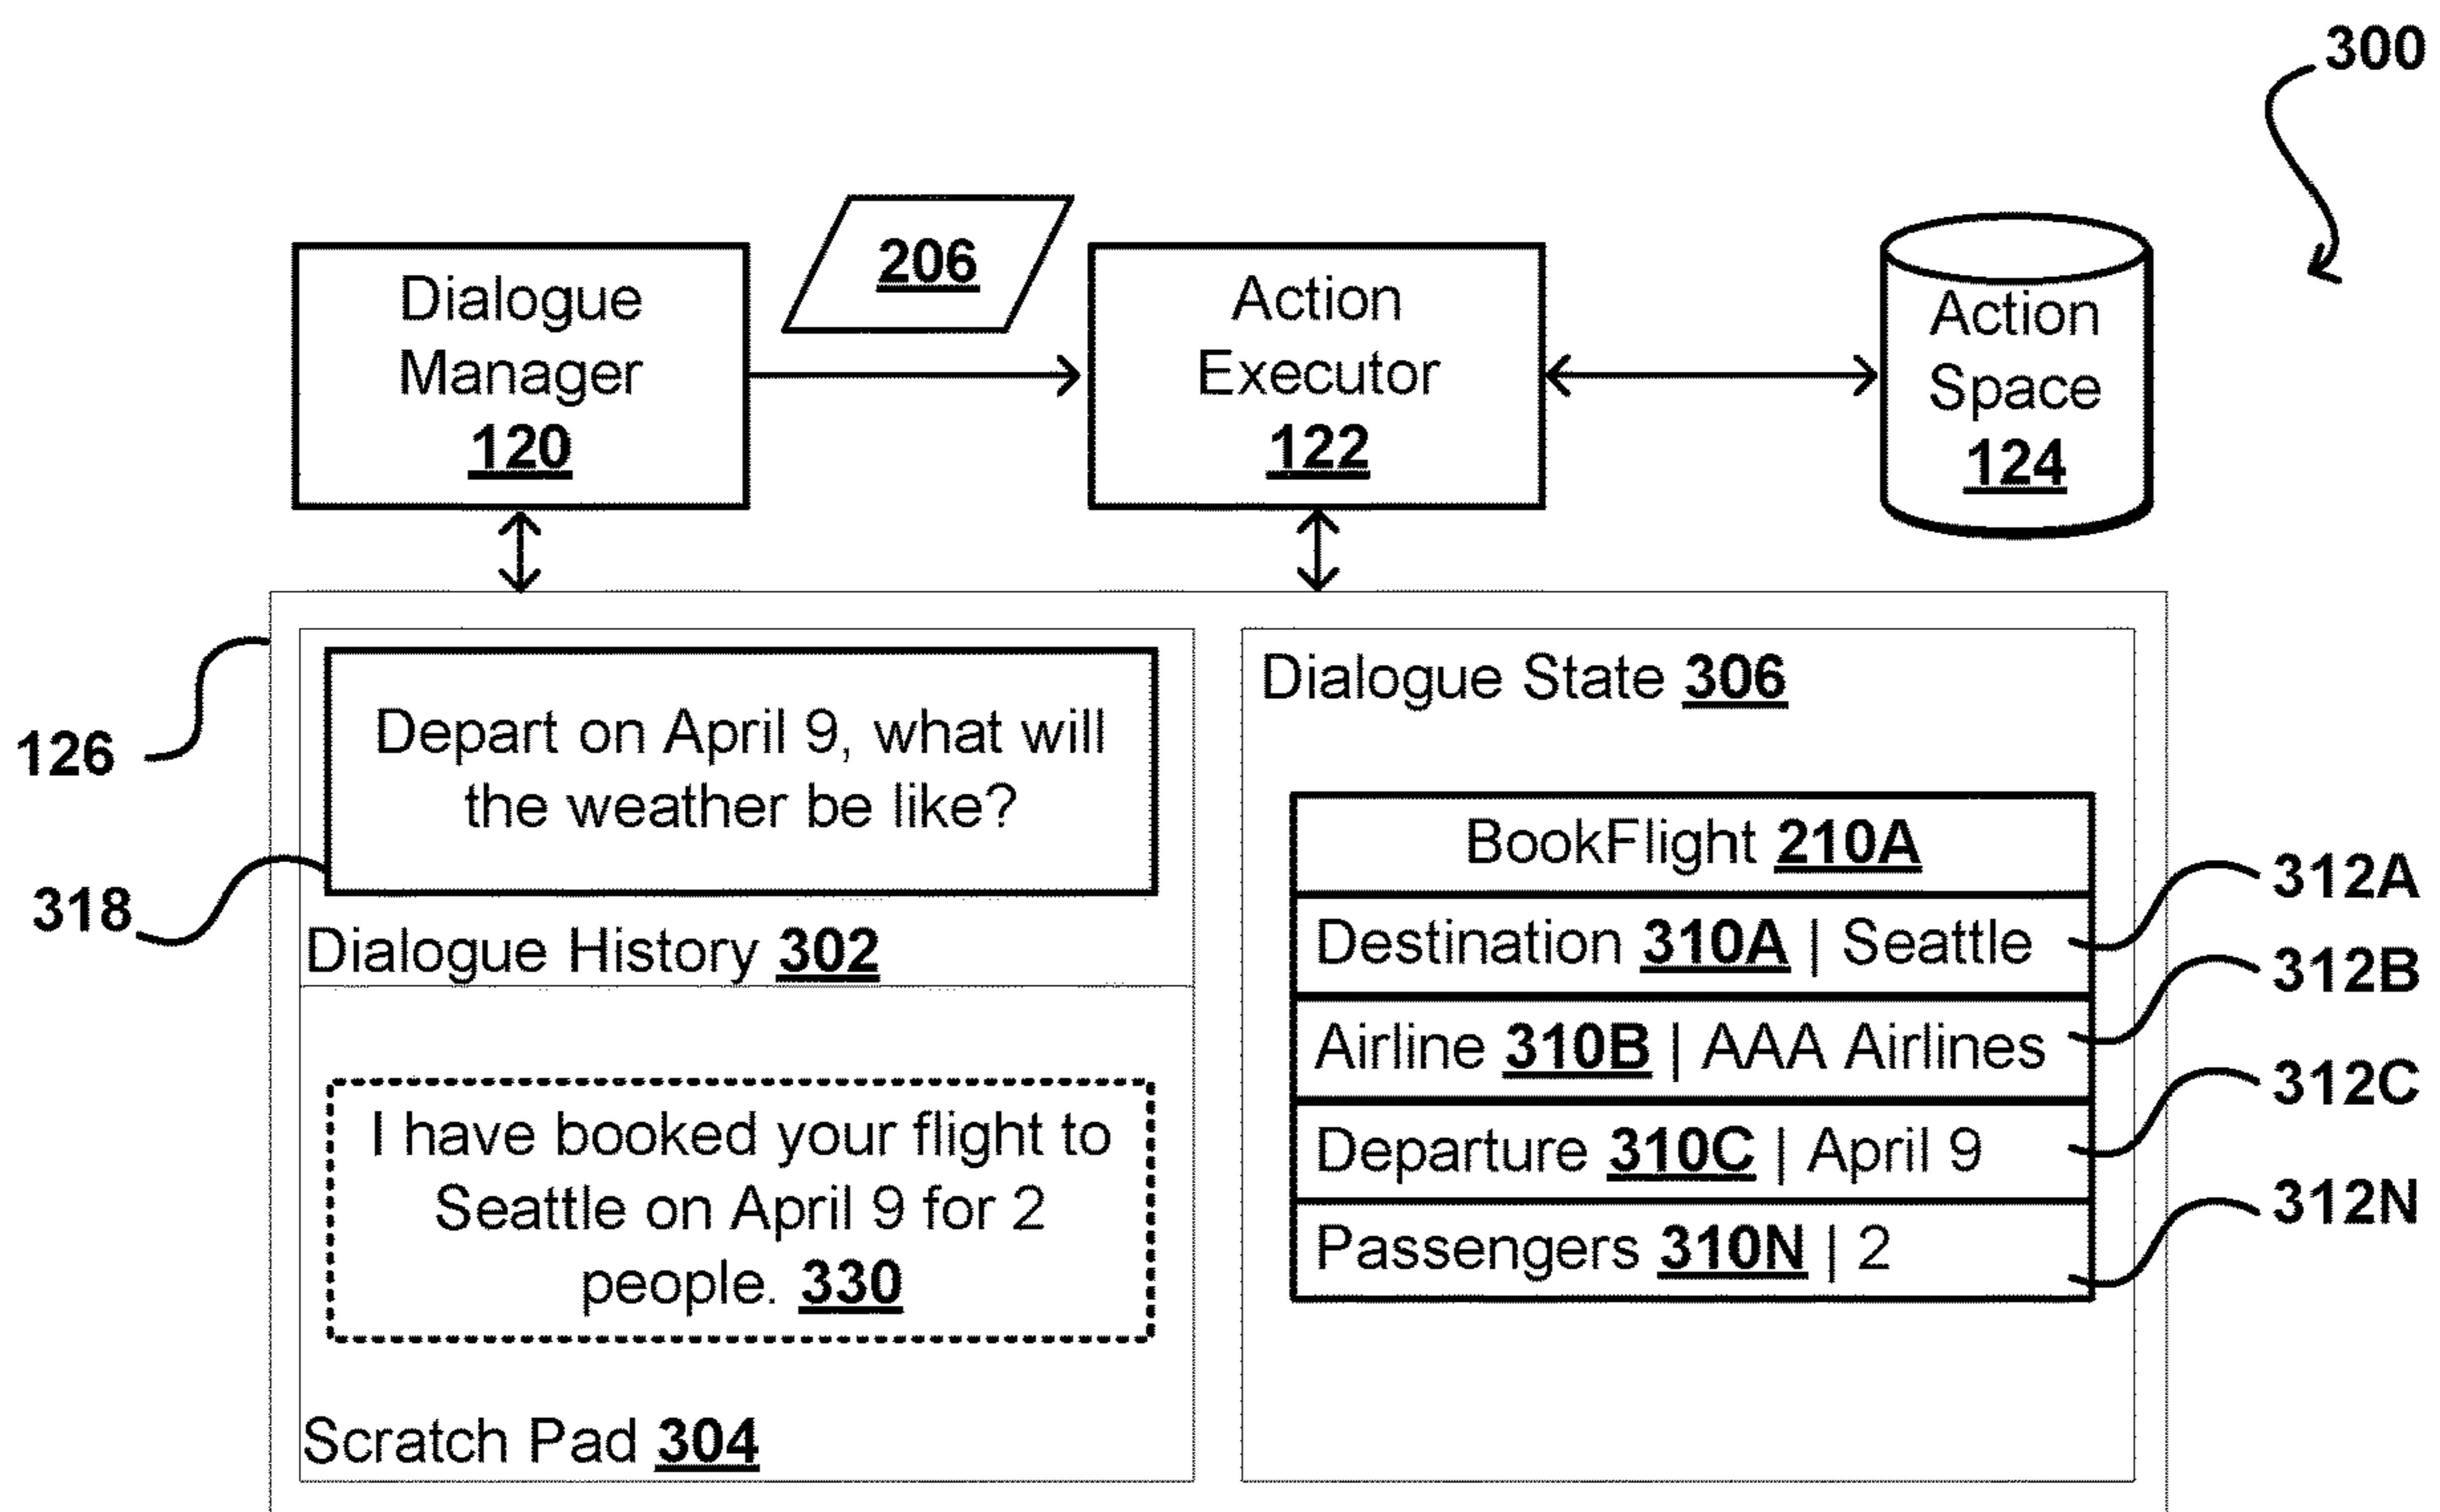 300
206
Dialogue
Manager
120
Action
Executor
122
Action
Space
124
126
318
Depart on April 9, what will
the weather be like?
Dialogue History 302
I have booked your flight to
Seattle on April 9 for 2
people. 330
Scratch Pad 304
Dialogue State 306
BookFlight 210A
Destination 310A | Seattle
Airline 310B | AAA Airlines
Departure 310C | April 9
Passengers 310N | 2
312A
312B
312C
312N